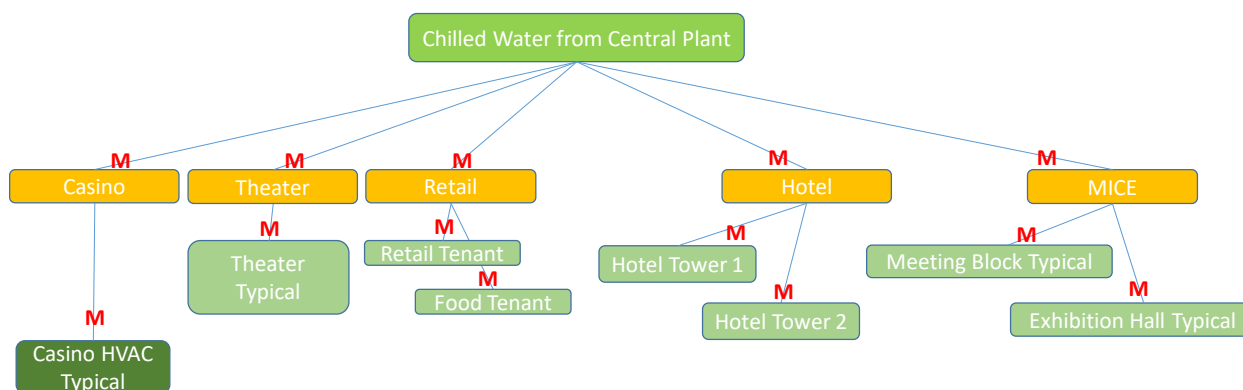 Chilled Water from Central Plant
M M M M M
Casino Theater Retail Hotel MICE
M M M M
Theater Typical
Retail Tenant
Hotel Tower 1
Meeting Block Typical
M M M
Food Tenant
Hotel Tower 2
Exhibition Hall Typical
M
Casino HVAC
Typical